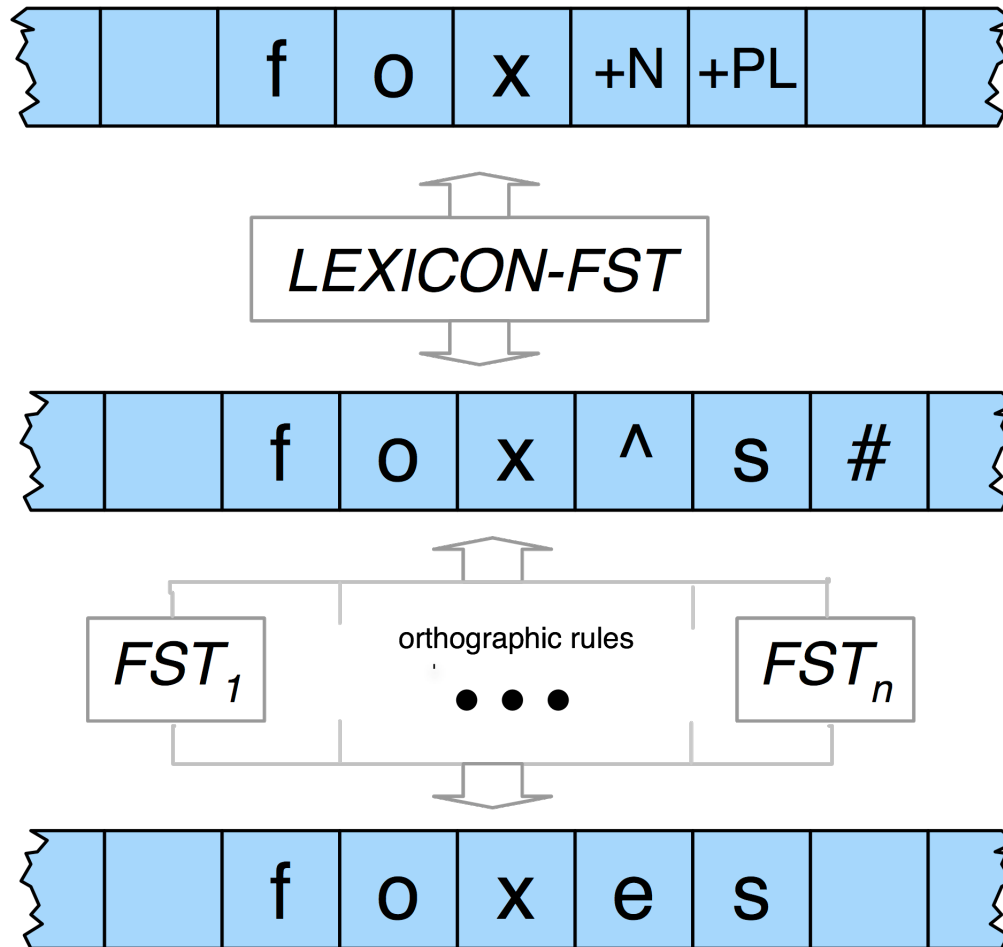 f o x +N +PL
LEXICON-FST
f o x ^ s #
orthographic rules
FST1 FSTn
f o x e s